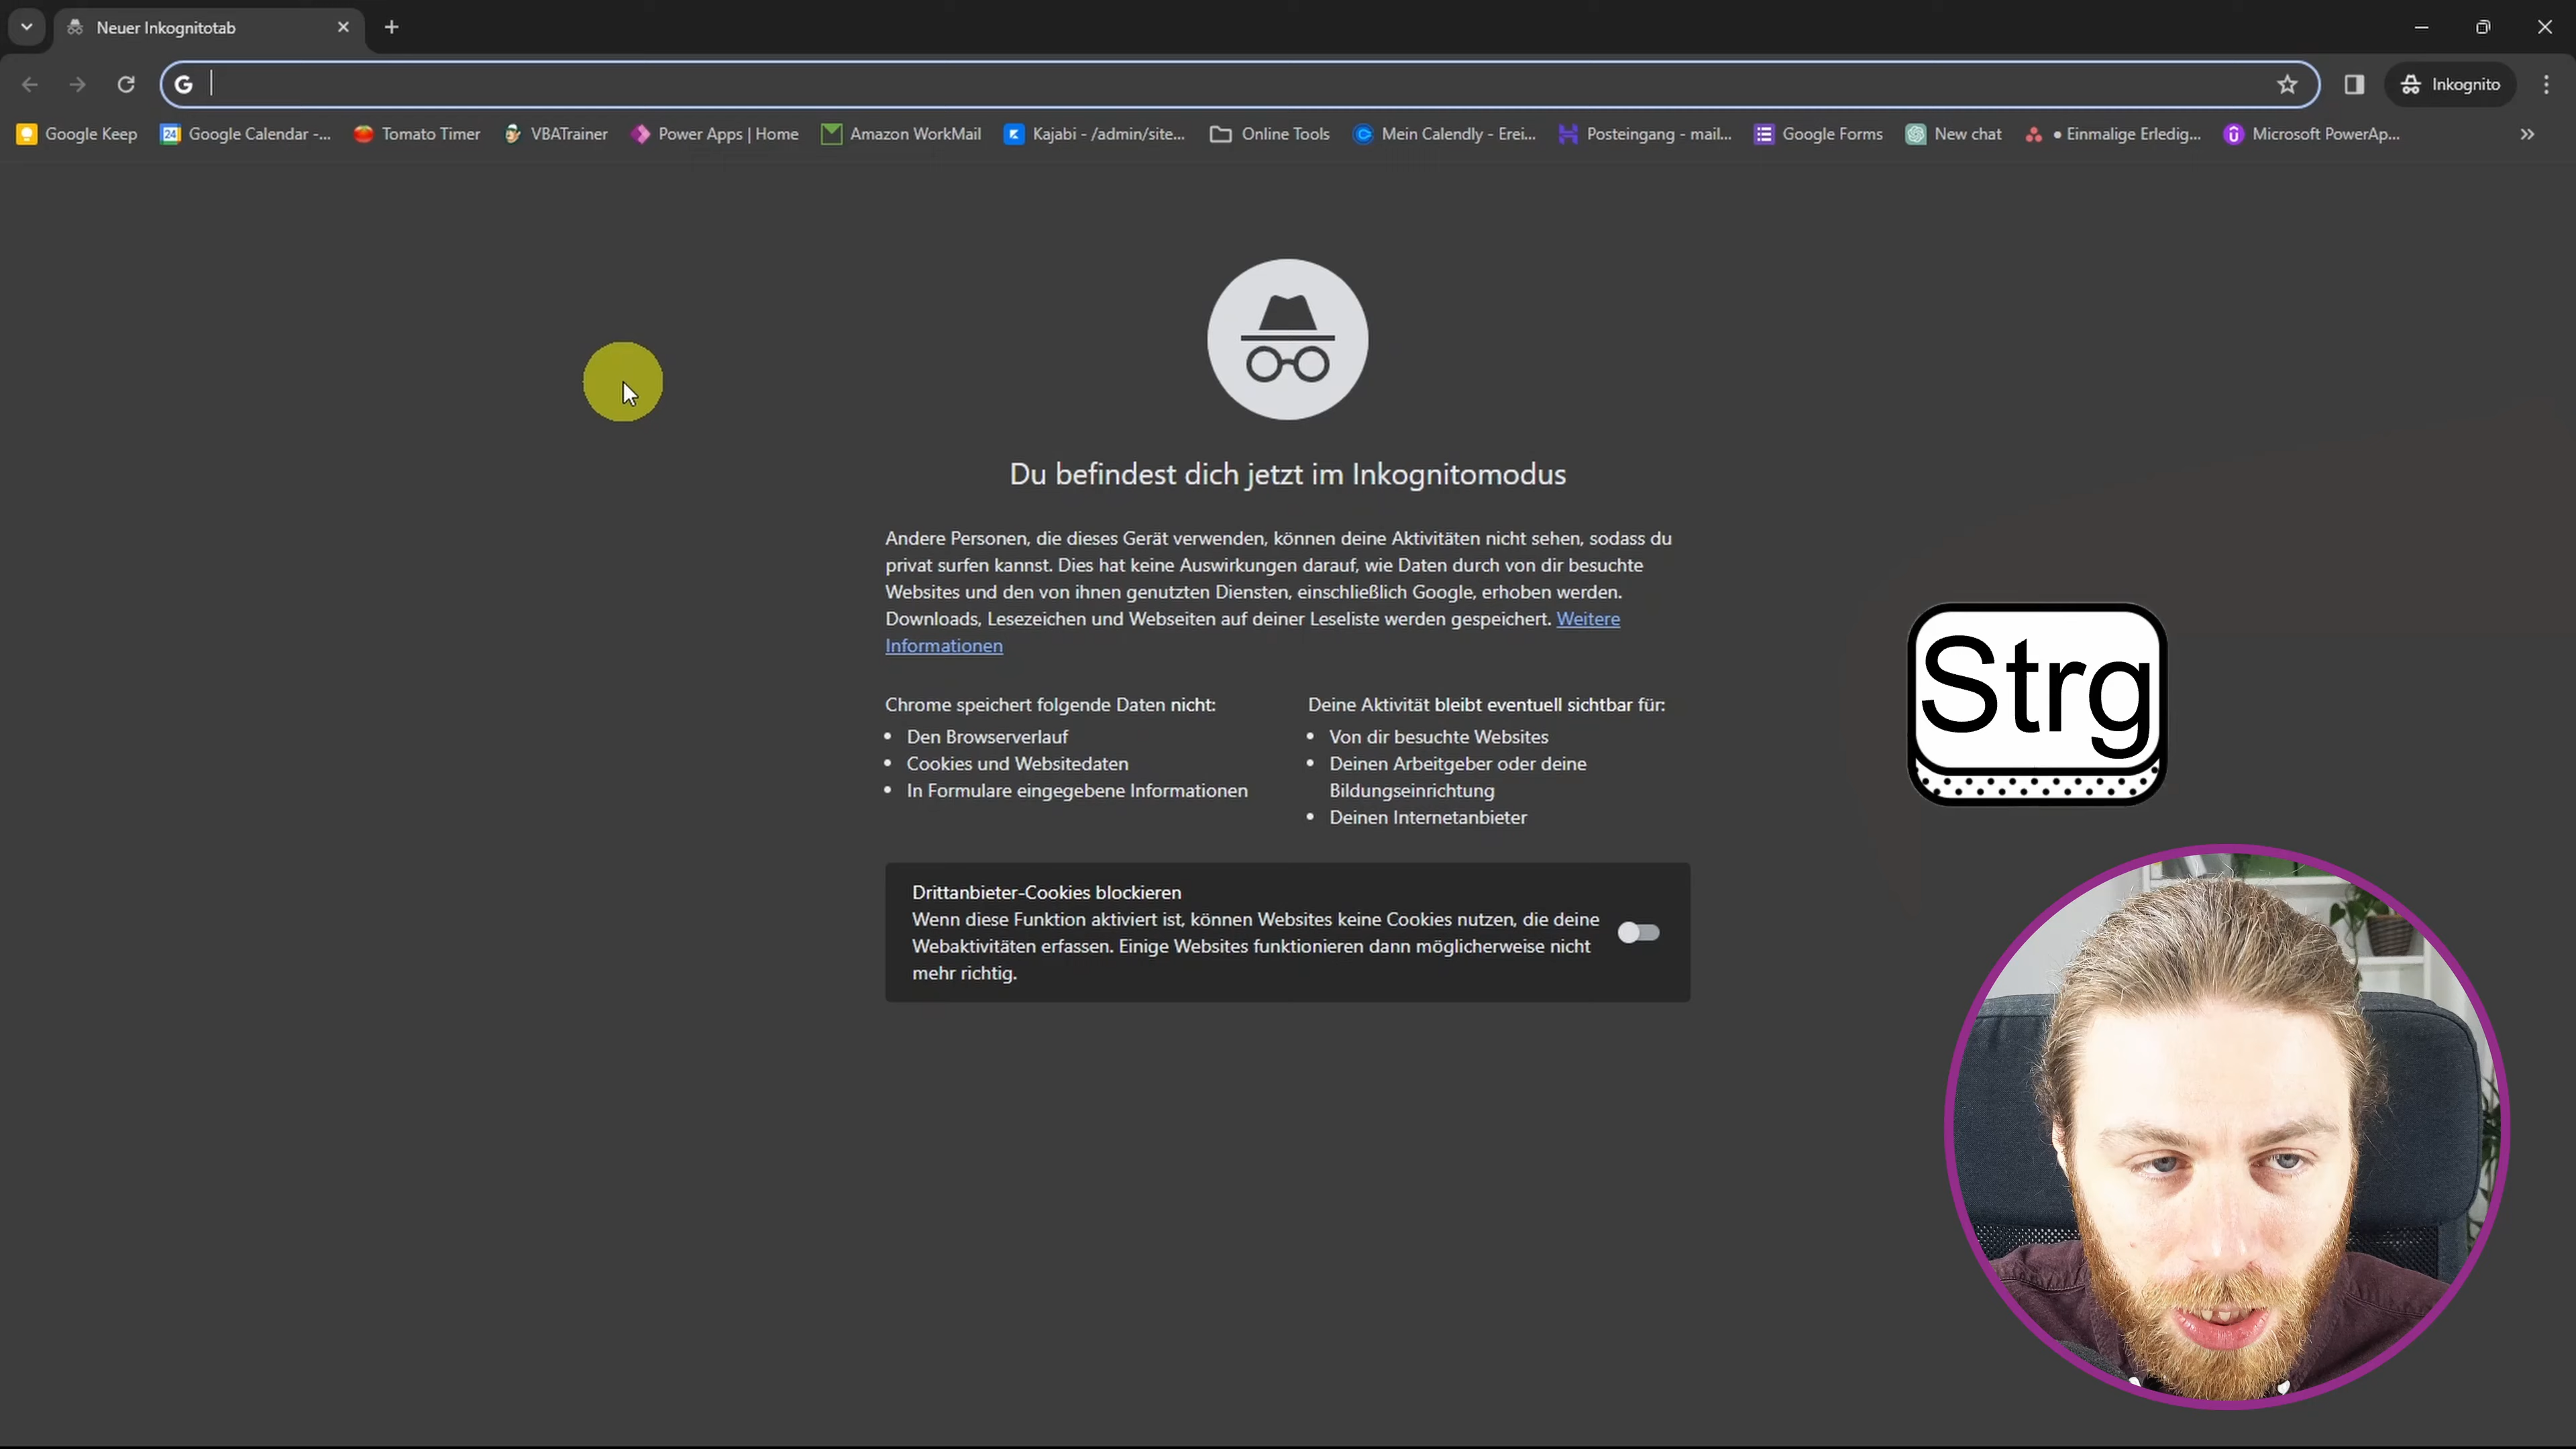 Neuer Inkognitotab
Inkognito
Google Keep
24
Google Calendar -...
Tomato Timer
VBATrainer
Power Apps | Home
Amazon WorkMail
Kajabi - /admin/site...
Online Tools
Mein Calendly - Erei...
Posteingang - mail...
Google Forms
New chat
• Einmalige Erledig...
Microsoft PowerAp...
Du befindest dich jetzt im Inkognitomodus
Andere Personen, die dieses Gerät verwenden, können deine Aktivitäten nicht sehen, sodass du
privat surfen kannst. Dies hat keine Auswirkungen darauf, wie Daten durch von dir besuchte
Websites und den von ihnen genutzten Diensten, einschließlich Google, erhoben werden.
Downloads, Lesezeichen und Webseiten auf deiner Leseliste werden gespeichert. Weitere
Informationen
Chrome speichert folgende Daten nicht:
• Den Browserverlauf
• Cookies und Websitedaten
• In Formulare eingegebene Informationen
Deine Aktivität bleibt eventuell sichtbar für:
• Von dir besuchte Websites
• Deinen Arbeitgeber oder deine
Bildungseinrichtung
• Deinen Internetanbieter
Drittanbieter-Cookies blockieren
Wenn diese Funktion aktiviert ist, können Websites keine Cookies nutzen, die deine
Webaktivitäten erfassen. Einige Websites funktionieren dann möglicherweise nicht
mehr richtig.
Strg